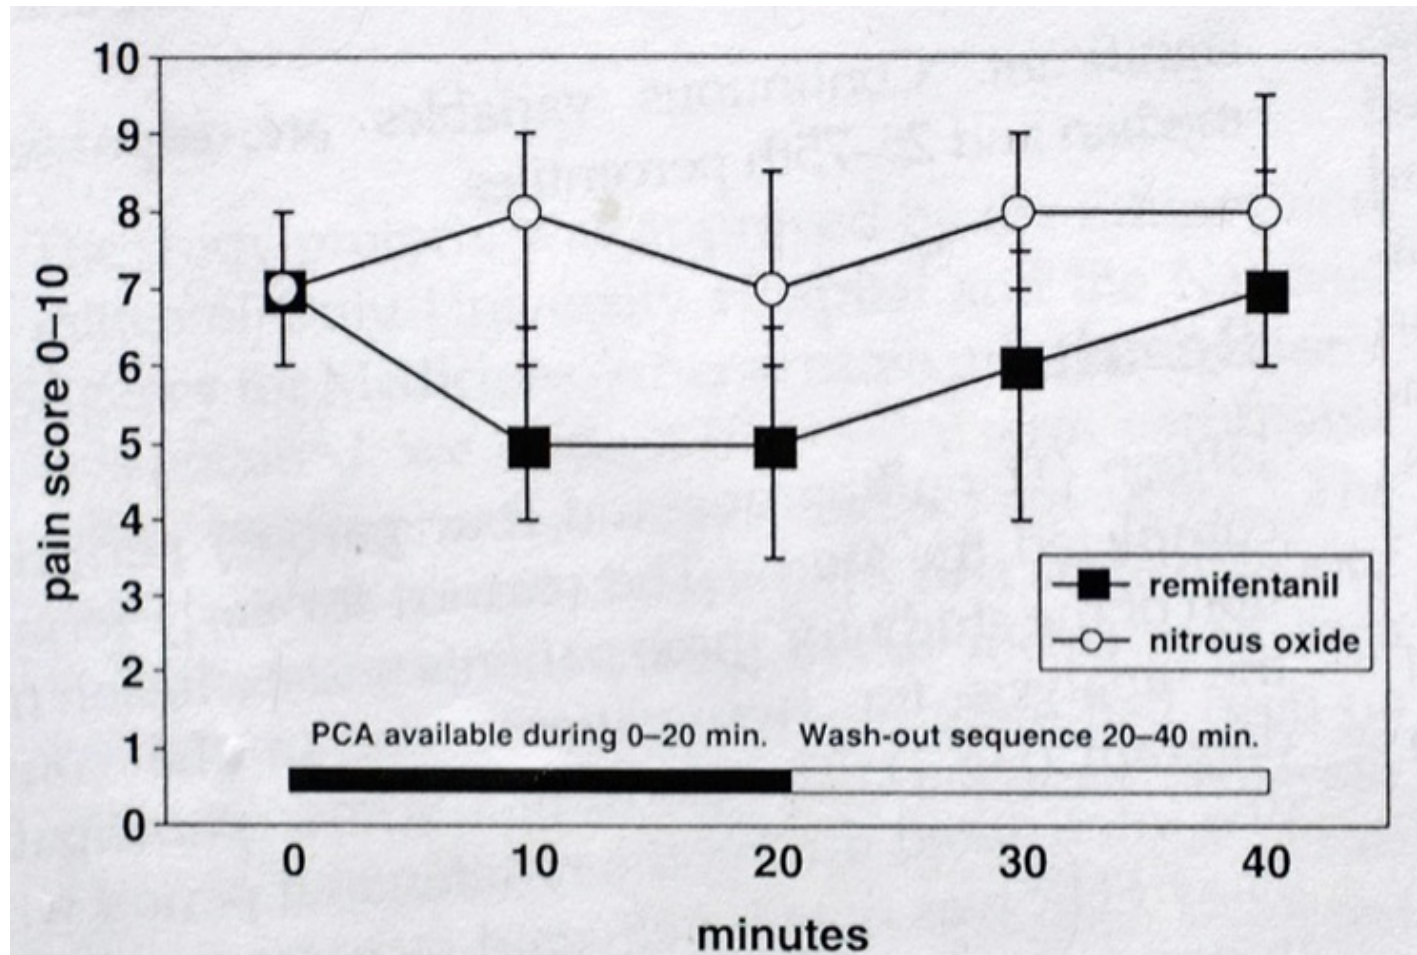 10
9
8
7
6
5
4
3
2
1
0
pain score 0–10
remifentanil
nitrous oxide
PCA available during 0–20 min. Wash-out sequence 20–40 min.
0 10 20 30 40
minutes